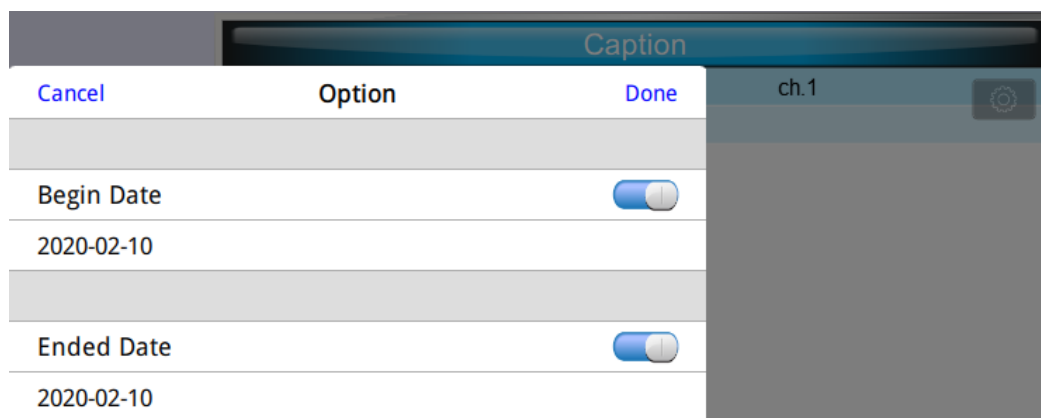 Caption
Cancel Option Done ch.1
Begin Date
2020-02-10
Ended Date
2020-02-10